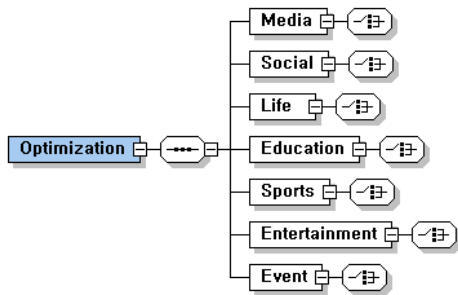 Media
Social
Life
Optimization
Education
Sports
Entertainment
Event